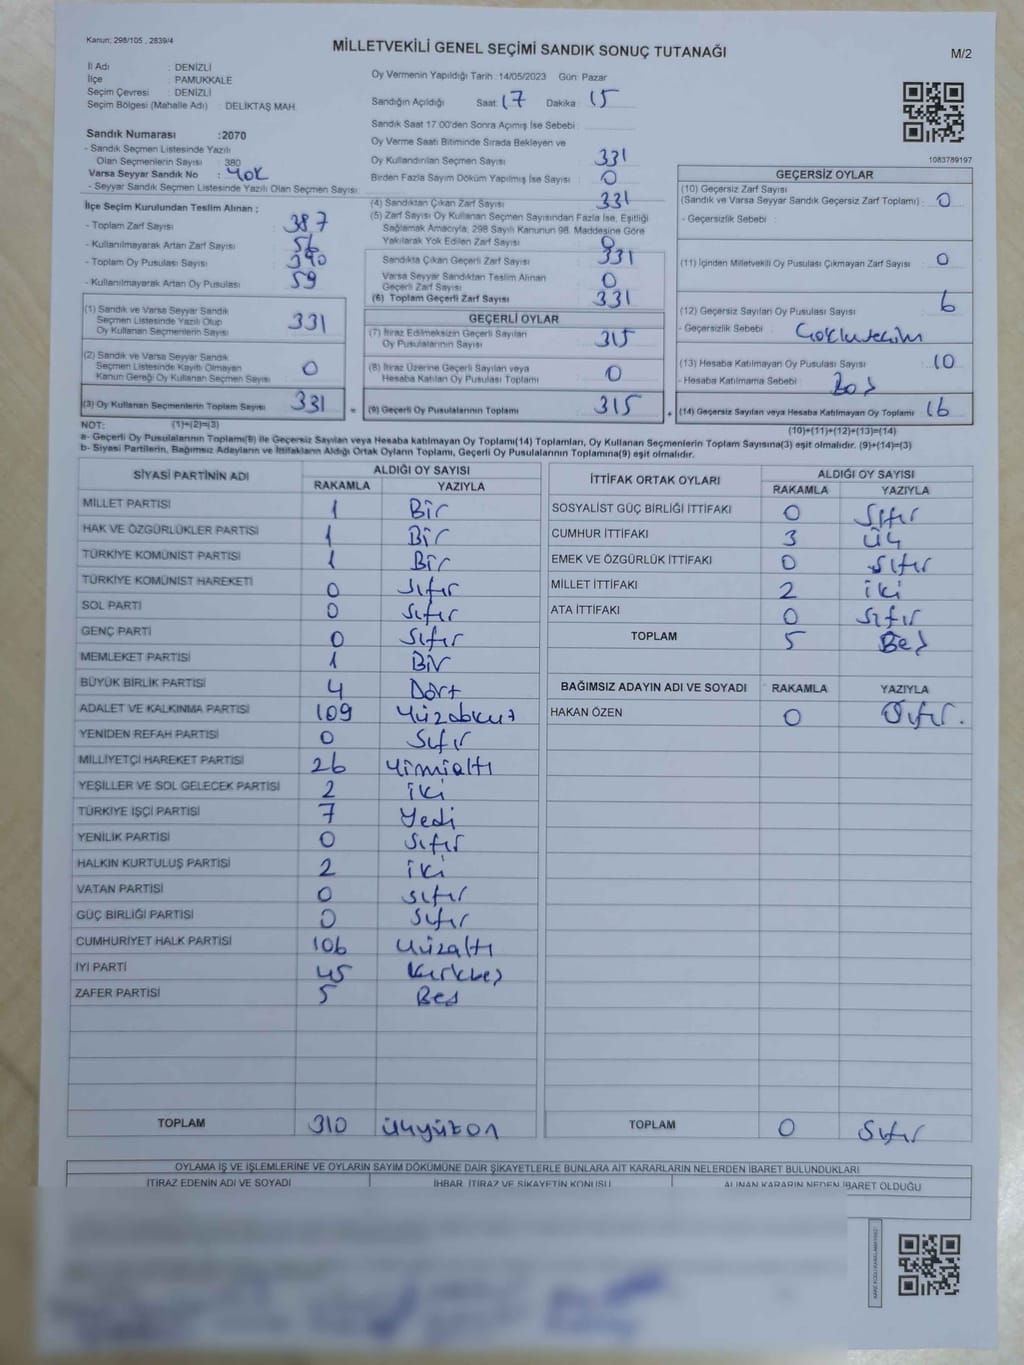 Kanun; 298/105 , 2839/4
MİLLETVEKİLİ GENEL SEÇİMİ SANDIK SONUÇ TUTANAĞI
M/2
İl Adı : DENİZLİ
İlçe : PAMUKKALE
Seçim Çevresi : DENİZLİ
Seçim Bölgesi (Mahalle Adı) : DELİKTAŞ MAH.
Sandık Numarası :2070
- Sandık Seçmen Listesinde Yazılı
Olan Seçmenlerin Sayısı : 380
Varsa Seyyar Sandık No : YOK
- Seyyar Sandık Seçmen Listesinde Yazılı Olan Seçmen Sayısı:
İlçe Seçim Kurulundan Teslim Alınan ;
- Toplam Zarf Sayısı : 387
- Kullanılmayarak Artan Zarf Sayısı : 56
- Toplam Oy Pusulası Sayısı : 390
- Kullanılmayarak Artan Oy Pusulası : 59
(1) Sandık ve Varsa Seyyar Sandık
Seçmen Listesinde Yazılı Olup
Oy Kullanan Seçmenlerin Sayısı 331
(2) Sandık ve Varsa Seyyar Sandık
Seçmen Listesinde Kayıtlı Olmayan
Kanun Gereği Oy Kullanan Seçmen Sayısı 0
(3) Oy Kullanan Seçmenlerin Toplam Sayısı 331
Oy Vermenin Yapıldığı Tarih :14/05/2023 Gün: Pazar
Sandığın Açıldığı Saat: 17 Dakika: 15
Sandık Saat 17:00'den Sonra Açımış İse Sebebi :
Oy Verme Saati Bitiminde Sırada Bekleyen ve
Oy Kullandırılan Seçmen Sayısı : 331
Birden Fazla Sayım Döküm Yapılmış İse Sayısı : 0
(4) Sandıktan Çıkan Zarf Sayısı : 331
(5) Zarf Sayısı Oy Kullanan Seçmen Sayısından Fazla İse, Eşitliği
Sağlamak Amacıyla, 298 Sayılı Kanunun 98. Maddesine Göre
Yakılarak Yok Edilen Zarf Sayısı : 0
Sandıkta Çıkan Geçerli Zarf Sayısı : 331
Varsa Seyyar Sandıktan Teslim Alınan
Geçerli Zarf Sayısı : 0
(6) Toplam Geçerli Zarf Sayısı : 331
GEÇERLİ OYLAR
(7) İtiraz Edilmeksizin Geçerli Sayılan
Oy Pusulalarının Sayısı : 315
(8) İtiraz Üzerine Geçerli Sayılan veya
Hesaba Katılan Oy Pusulası Toplamı : 0
= (9) Geçerli Oy Pusulalarının Toplamı : 315
1083789197
GEÇERSİZ OYLAR
(10) Geçersiz Zarf Sayısı
(Sandık ve Varsa Seyyar Sandık Geçersiz Zarf Toplamı) : 0
- Geçersizlik Sebebi :
(11) İçinden Milletvekili Oy Pusulası Çıkmayan Zarf Sayısı : 0
(12) Geçersiz Sayılan Oy Pusulası Sayısı : 6
- Geçersizlik Sebebi :
(13) Hesaba Katılmayan Oy Pusulası Sayısı : 10
- Hesaba Katılmama Sebebi : Boş
+ (14) Geçersiz Sayılan veya Hesaba Katılmayan Oy Toplamı : 16
NOT: (1)+(2)=(3)
(10)+(11)+(12)+(13)=(14)
a- Geçerli Oy Pusulalarının Toplamı(9) ile Geçersiz Sayılan veya Hesaba katılmayan Oy Toplamı(14) Toplamları, Oy Kullanan Seçmenlerin Toplam Sayısına(3) eşit olmalıdır. (9)+(14)=(3)
b- Siyasi Partilerin, Bağımsız Adayların ve İttifakların Aldığı Ortak Oyların Toplamı, Geçerli Oy Pusulalarının Toplamına(9) eşit olmalıdır.
SİYASİ PARTİNİN ADI ALDIĞI OY SAYISI
RAKAMLA YAZIYLA
MİLLET PARTİSİ 1 Bir
HAK VE ÖZGÜRLÜKLER PARTİSİ 1 Bir
TÜRKİYE KOMÜNİST PARTİSİ 1 Bir
TÜRKİYE KOMÜNİST HAREKETİ 0 Sıfır
SOL PARTİ 0 Sıfır
GENÇ PARTİ 0 Sıfır
MEMLEKET PARTİSİ 1 Bir
BÜYÜK BİRLİK PARTİSİ 4 Dört
ADALET VE KALKINMA PARTİSİ 109 Yüzdokuz
YENİDEN REFAH PARTİSİ 0 Sıfır
MİLLİYETÇİ HAREKET PARTİSİ 26 Yirmialtı
YEŞİLLER VE SOL GELECEK PARTİSİ 2 iki
TÜRKİYE İŞÇİ PARTİSİ 7 Yedi
YENİLİK PARTİSİ 0 Sıfır
HALKIN KURTULUŞ PARTİSİ 2 iki
VATAN PARTİSİ 0 sıfır
GÜÇ BİRLİĞİ PARTİSİ 0 Sıfır
CUMHURİYET HALK PARTİSİ 106 Yüzaltı
İYİ PARTİ 45 Kırkbeş
ZAFER PARTİSİ 5 Beş
TOPLAM 310 üçyüzon
İTTİFAK ORTAK OYLARI ALDIĞI OY SAYISI
RAKAMLA YAZIYLA
SOSYALİST GÜÇ BİRLİĞİ İTTİFAKI 0 Sıfır
CUMHUR İTTİFAKI 3 üç
EMEK VE ÖZGÜRLÜK İTTİFAKI 0 Sıfır
MİLLET İTTİFAKI 2 iki
ATA İTTİFAKI 0 Sıfır
TOPLAM 5 Beş
BAĞIMSIZ ADAYIN ADI VE SOYADI RAKAMLA YAZIYLA
HAKAN ÖZEN 0 Sıfır.
TOPLAM 0 Sıfır
OYLAMA İŞ VE İŞLEMLERİNE VE OYLARIN SAYIM DÖKÜMÜNE DAİR ŞİKAYETLERLE BUNLARA AİT KARARLARIN NELERDEN İBARET BULUNDUKLARI
İTİRAZ EDENİN ADI VE SOYADI İHBAR, İTİRAZ VE ŞİKAYETİN KONUSU ALINAN KARARIN NEDEN İBARET OLDUĞU